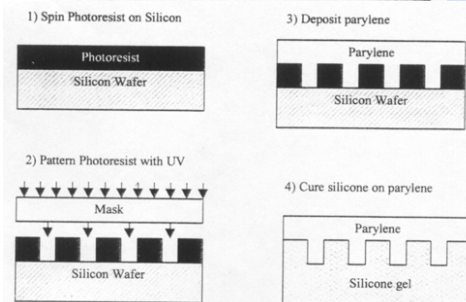 1) Spin Photoresist on Silicon
Photoresist
Silicon Wafer
2) Pattern Photoresist with UV
Mask
Silicon Wafer
3) Deposit parylene
Parylene
Silicon Wafer
4) Cure silicone on parylene
Parylene
Silicone gel